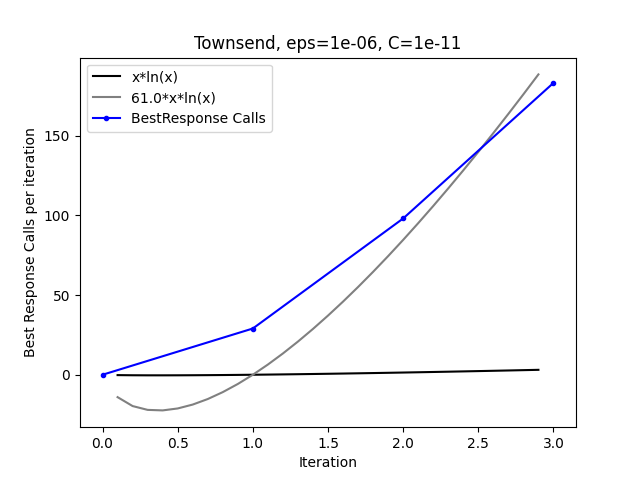 Townsend, eps=1e-06, C=1e-11
x*ln(x)
61.0*x*ln(x)
BestResponse Calls
Best Response Calls per iteration
150
100
50
0
0.0 0.5 1.0 1.5 2.0 2.5 3.0
Iteration